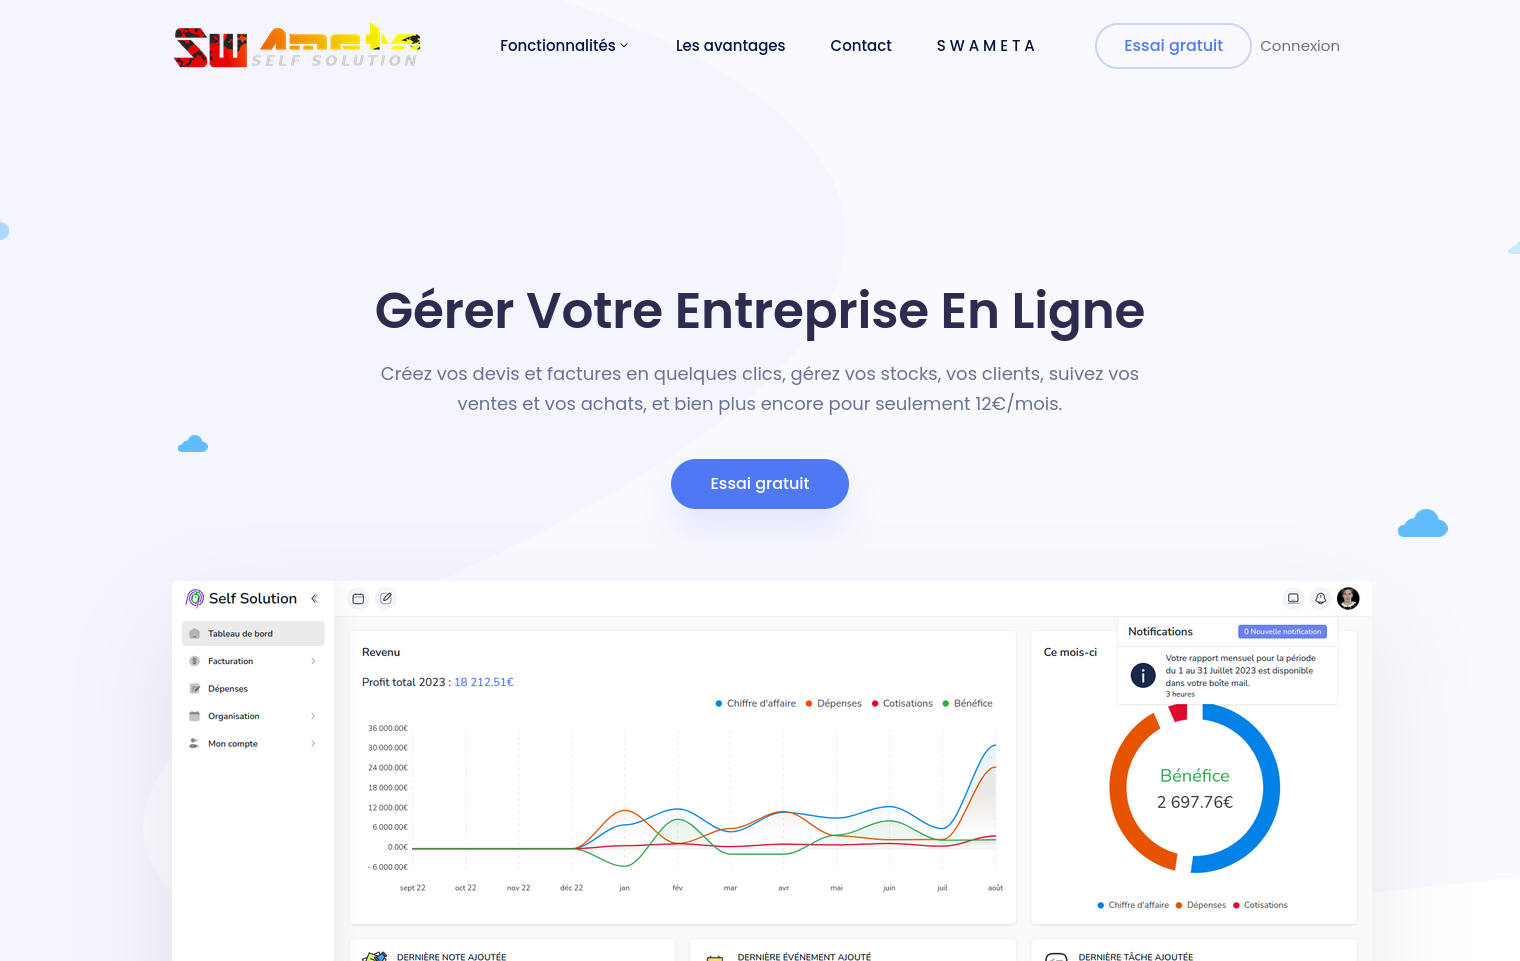 SW Ameta
SELF SOLUTION
Fonctionnalités
Les avantages
Contact
S W A M E T A
Essai gratuit
Connexion
Gérer Votre Entreprise En Ligne
Créez vos devis et factures en quelques clics, gérez vos stocks, vos clients, suivez vos
ventes et vos achats, et bien plus encore pour seulement 12€/mois.
Essai gratuit
Self Solution
Tableau de bord
Facturation
Dépenses
Organisation
Mon compte
Revenu
Profit total 2023 : 18 212.51€
Chiffre d'affaire
Dépenses
Cotisations
Bénéfice
36 000.00€
30 000.00€
24 000.00€
18 000.00€
12 000.00€
6 000.00€
0.00€
- 6 000.00€
sept 22
oct 22
nov 22
déc 22
jan
fév
mar
avr
mai
juin
juil
août
Ce mois-ci
Notifications
0 Nouvelle notification
Votre rapport mensuel pour la période
du 1 au 31 Juillet 2023 est disponible
dans votre boîte mail.
3 heures
Bénéfice
2 697.76€
Chiffre d'affaire
Dépenses
Cotisations
DERNIÈRE NOTE AJOUTÉE
DERNIÈRE ÉVÉNEMENT AJOUTÉ
DERNIÈRE TÂCHE AJOUTÉE